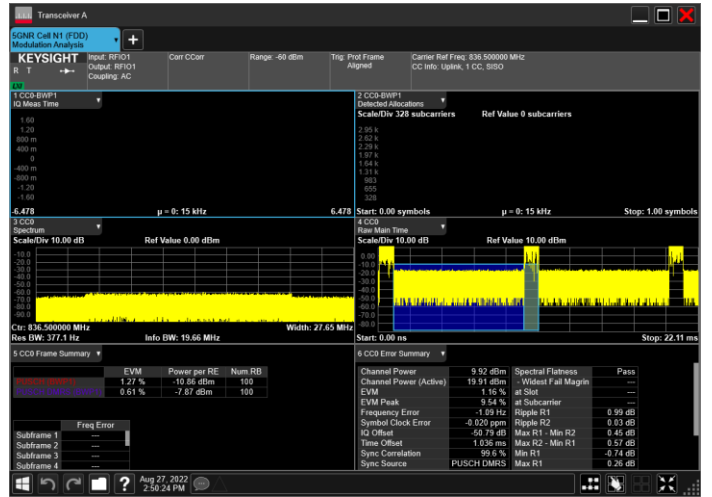 Transceiver A
5GNR Cell N1 (FDD)
Modulation Analysis
KEYSIGHT
R T
Input: RFIO1
Output: RFIO1
Coupling: AC
Corr CCorr
Range: -60 dBm
Trig: Prot Frame
Aligned
Carrier Ref Freq: 836.500000 MHz
CC Info: Uplink, 1 CC, SISO
1 CC0-BWP1
IQ Meas Time
1.60
1.20
800 m
400 m
0
-400 m
-800 m
-1.20
-1.60
-6.478
µ = 0: 15 kHz
6.478
2 CC0-BWP1
Detected Allocations
Scale/Div 328 subcarriers
Ref Value 0 subcarriers
2.95 k
2.62 k
2.29 k
1.97 k
1.64 k
1.31 k
983
655
328
Start: 0.00 symbols
µ = 0: 15 kHz
Stop: 1.00 symbols
3 CC0
Spectrum
Scale/Div 10.00 dB
Ref Value 0.00 dBm
-10.0
-20.0
-30.0
-40.0
-50.0
-60.0
-70.0
-80.0
-90.0
Ctr: 836.500000 MHz
Width: 27.65 MHz
Res BW: 377.1 Hz
Info BW: 19.66 MHz
4 CC0
Raw Main Time
Scale/Div 10.00 dB
Ref Value 10.00 dBm
0.00
-10.0
-20.0
-30.0
-40.0
-50.0
-60.0
-70.0
-80.0
Start: 0.00 ns
Stop: 22.11 ms
5 CC0 Frame Summary
EVM Power per RE Num.RB
PUSCH (BWP1) 1.27 % -10.86 dBm 100
0.61 % -7.87 dBm 100
Freq Error
Subframe 1 ---
Subframe 2 ---
Subframe 3 ---
Subframe 4 ---
6 CC0 Error Summary
Channel Power 9.92 dBm Spectral Flatness Pass
Channel Power (Active) 19.91 dBm - Widest Fail Magrin ---
EVM 1.16 % at Slot ---
EVM Peak 9.54 % at Subcarrier ---
Frequency Error -1.09 Hz Ripple R1 0.99 dB
Symbol Clock Error -0.020 ppm Ripple R2 0.03 dB
IQ Offset -50.79 dB Max R1 - Min R2 0.45 dB
Time Offset 1.036 ms Max R2 - Min R1 0.57 dB
Sync Correlation 99.6 % Min R1 -0.74 dB
Sync Source PUSCH DMRS Max R1 0.26 dB
?
Aug 27, 2022
2:50:24 PM